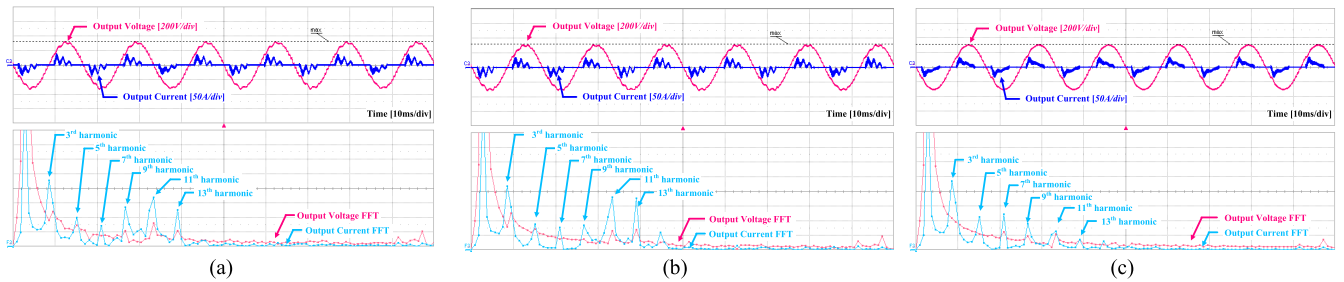 Output Voltage [200V/div]
max
C2
Output Current [50A/div]
Time [10ms/div]
3rd harmonic
5th harmonic
7th harmonic
9th harmonic
11th harmonic
13th harmonic
Output Voltage FFT
Output Current FFT
(a)
Output Voltage [200V/div]
max
Output Current [50A/div]
Time [10ms/div]
3rd harmonic
5th harmonic
7th harmonic
9th harmonic
11th harmonic
13th harmonic
Output Voltage FFT
Output Current FFT
(b)
Output Voltage [200V/div]
max
Output Current [50A/div]
Time [10ms/div]
3rd harmonic
5th harmonic
7th harmonic
9th harmonic
11th harmonic
13th harmonic
Output Voltage FFT
Output Current FFT
(c)